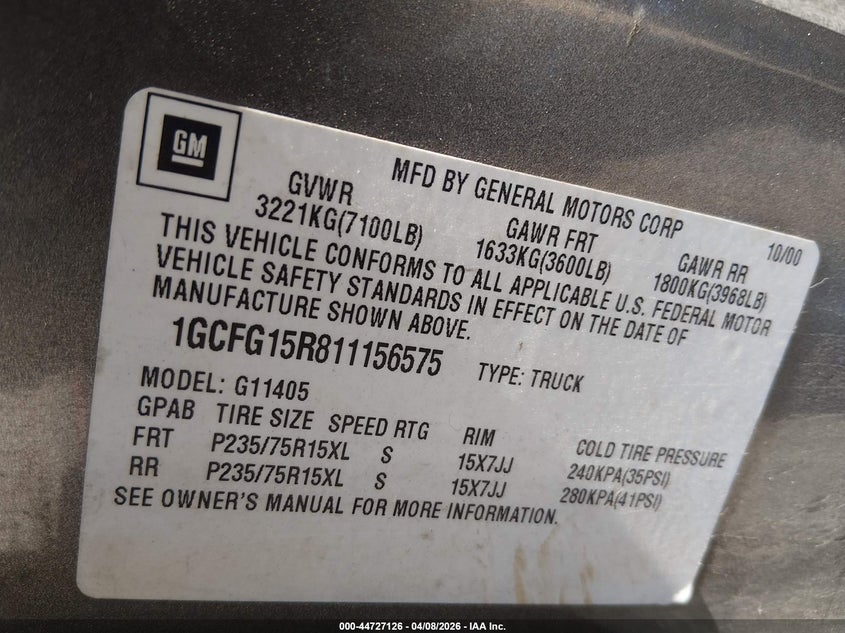 GM
MFD BY GENERAL MOTORS CORP
10/00
GVWR
GAWR FRT
GAWR RR
3221KG(7100LB)
1633KG(3600LB)
1800KG(3968LB)
THIS VEHICLE CONFORMS TO ALL APPLICABLE U.S. FEDERAL MOTOR
VEHICLE SAFETY STANDARDS IN EFFECT ON THE DATE OF
MANUFACTURE SHOWN ABOVE.
1GCFG15R811156575
TYPE: TRUCK
MODEL: G11405
GPAB TIRE SIZE SPEED RTG RIM COLD TIRE PRESSURE
FRT P235/75R15XL S 15X7JJ 240KPA(35PSI)
RR P235/75R15XL S 15X7JJ 280KPA(41PSI)
SEE OWNER'S MANUAL FOR MORE INFORMATION.
000-44727126 - 04/08/2026 - IAA Inc.